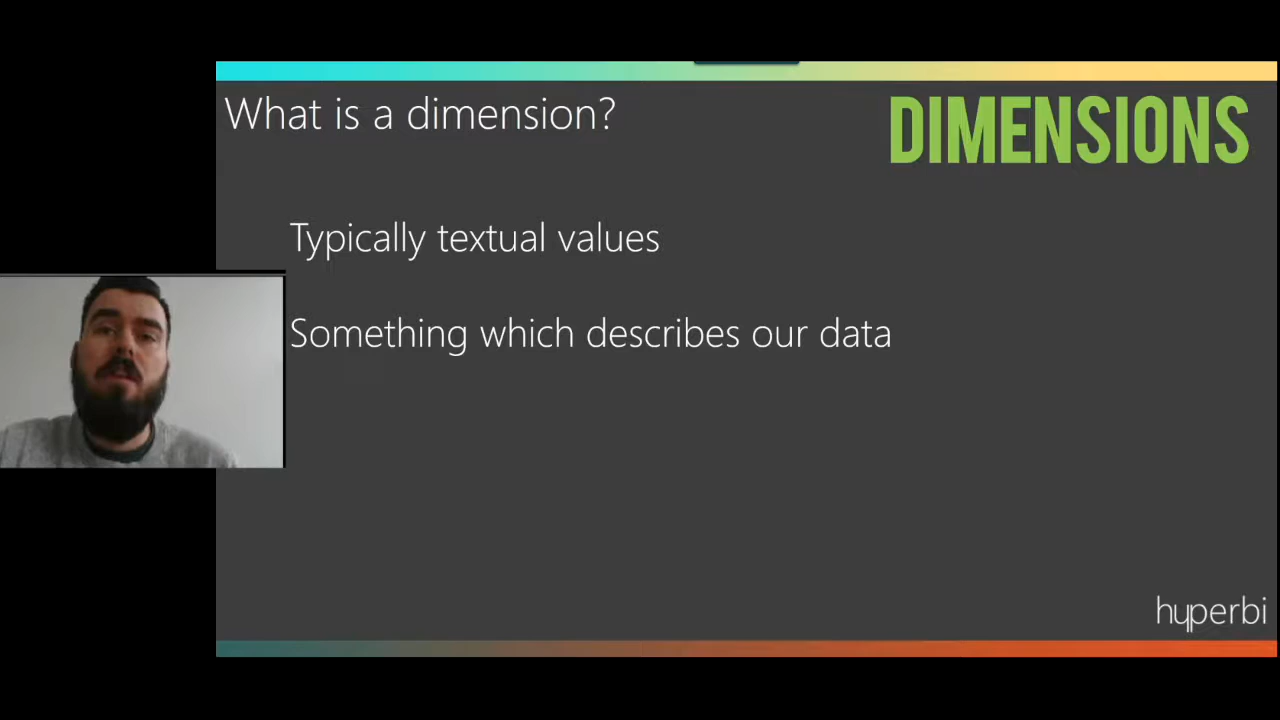 What is a dimension?
DIMENSIONS
Typically textual values
Something which describes our data
hyperbi